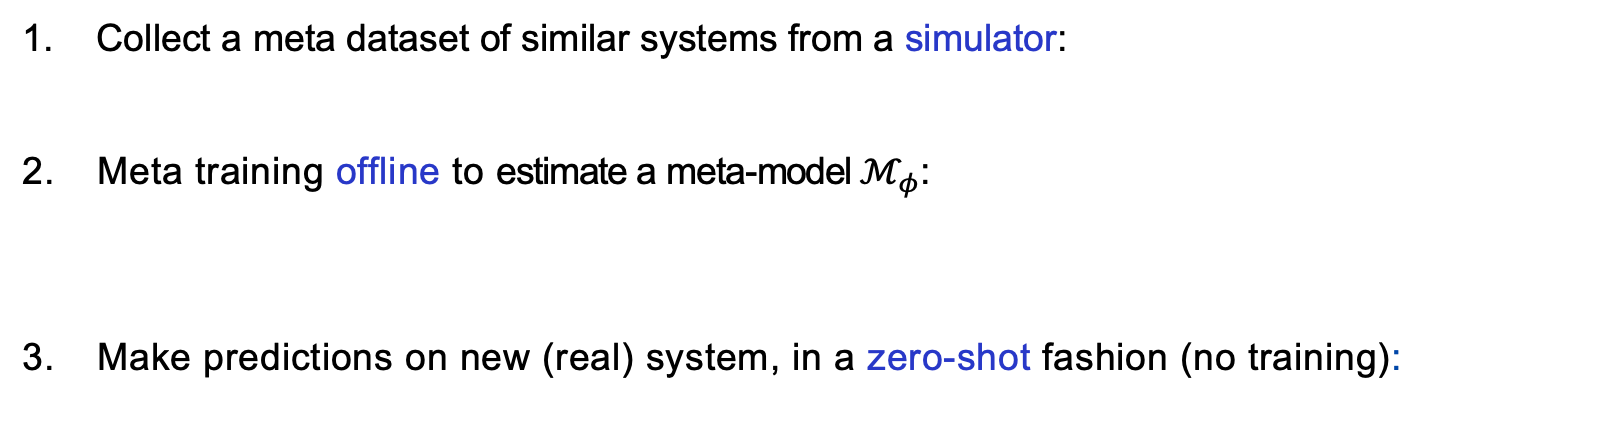 1. Collect a meta dataset of similar systems from a simulator:
2. Meta training offline to estimate a meta-model ℳ𝜙:
3. Make predictions on new (real) system, in a zero-shot fashion (no training):